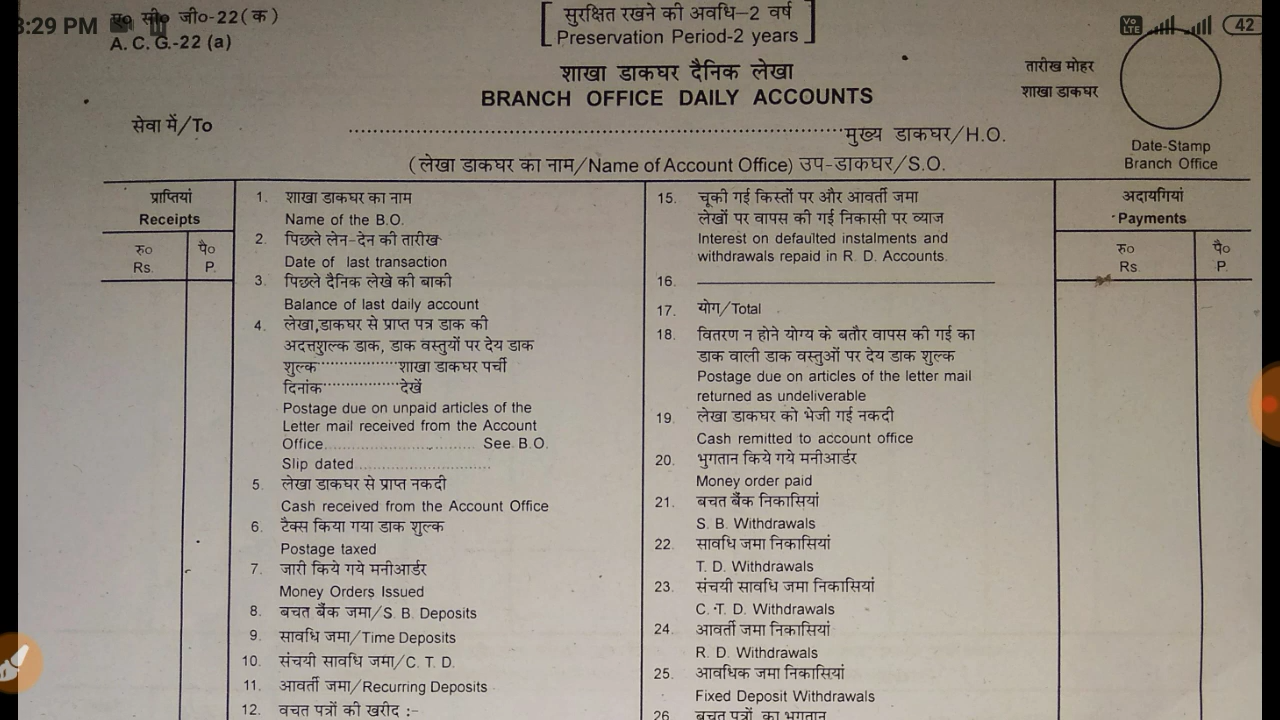 3:29 PM
ए० सी० जी०-22(क)
A. C. G.-22 (a)
सुरक्षित रखने की अवधि–2 वर्ष
Preservation Period-2 years
Vo LTE
42
शाखा डाकघर दैनिक लेखा
BRANCH OFFICE DAILY ACCOUNTS
तारीख मोहर
शाखा डाकघर
Date-Stamp
Branch Office
सेवा में/To
मुख्य डाकघर/H.O.
(लेखा डाकघर का नाम/Name of Account Office) उप-डाकघर/S.O.
प्राप्तियां
Receipts
रु० पै०
Rs. P.
1. शाखा डाकघर का नाम
Name of the B.O.
2. पिछले लेन-देन की तारीख
Date of last transaction
3. पिछले दैनिक लेखे की बाकी
Balance of last daily account
4. लेखा डाकघर से प्राप्त पत्र डाक की
अदत्तशुल्क डाक, डाक वस्तुयों पर देय डाक
शुल्क..................शाखा डाकघर पर्ची
दिनांक..................देखें
Postage due on unpaid articles of the
Letter mail received from the Account
Office.................................. See B.O.
Slip dated ..............................
5. लेखा डाकघर से प्राप्त नकदी
Cash received from the Account Office
6. टैक्स किया गया डाक शुल्क
Postage taxed
7. जारी किये गये मनीआर्डर
Money Orders Issued
8. बचत बैंक जमा/S. B. Deposits
9. सावधि जमा/Time Deposits
10. संचयी सावधि जमा/C. T. D.
11. आवर्ती जमा/Recurring Deposits
12. वचत पत्रों की खरीद :-
15. चूकी गई किस्तों पर और आवर्ती जमा
लेखों पर वापस की गई निकासी पर व्याज
Interest on defaulted instalments and
withdrawals repaid in R. D. Accounts.
16.
17. योग/Total
18. वितरण न होने योग्य के बतौर वापस की गई का
डाक वाली डाक वस्तुओं पर देय डाक शुल्क
Postage due on articles of the letter mail
returned as undeliverable
19. लेखा डाकघर को भेजी गई नकदी
Cash remitted to account office
20. भुगतान किये गये मनीआर्डर
Money order paid
21. बचत बैंक निकासियां
S. B. Withdrawals
22. सावधि जमा निकासियां
T. D. Withdrawals
23. संचयी सावधि जमा निकासियां
C. T. D. Withdrawals
24. आवर्ती जमा निकासियां
R. D. Withdrawals
25. आवधिक जमा निकासियां
Fixed Deposit Withdrawals
26. बचत पत्रों का भुगतान
अदायगियां
Payments
रु० पै०
Rs. P.